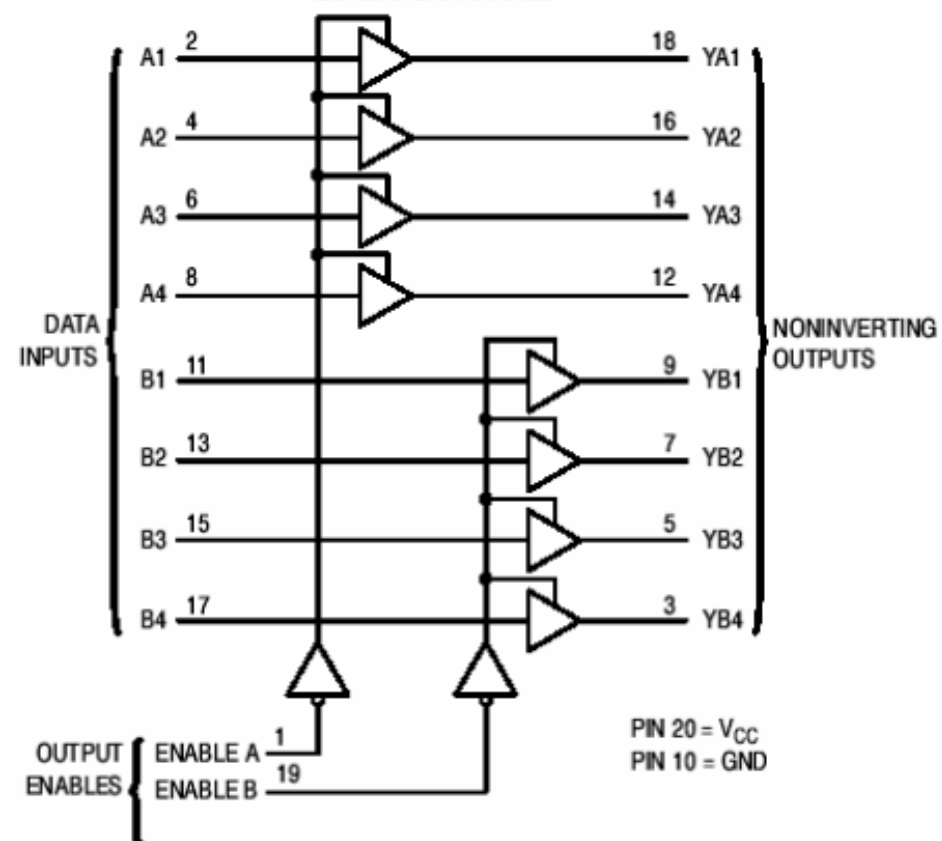 A1 2 18 YA1
A2 4 16 YA2
A3 6 14 YA3
A4 8 12 YA4
DATA
INPUTS
NONINVERTING
OUTPUTS
B1 11 9 YB1
B2 13 7 YB2
B3 15 5 YB3
B4 17 3 YB4
OUTPUT
ENABLES
ENABLE A 1
ENABLE B 19
PIN 20 = VCC
PIN 10 = GND